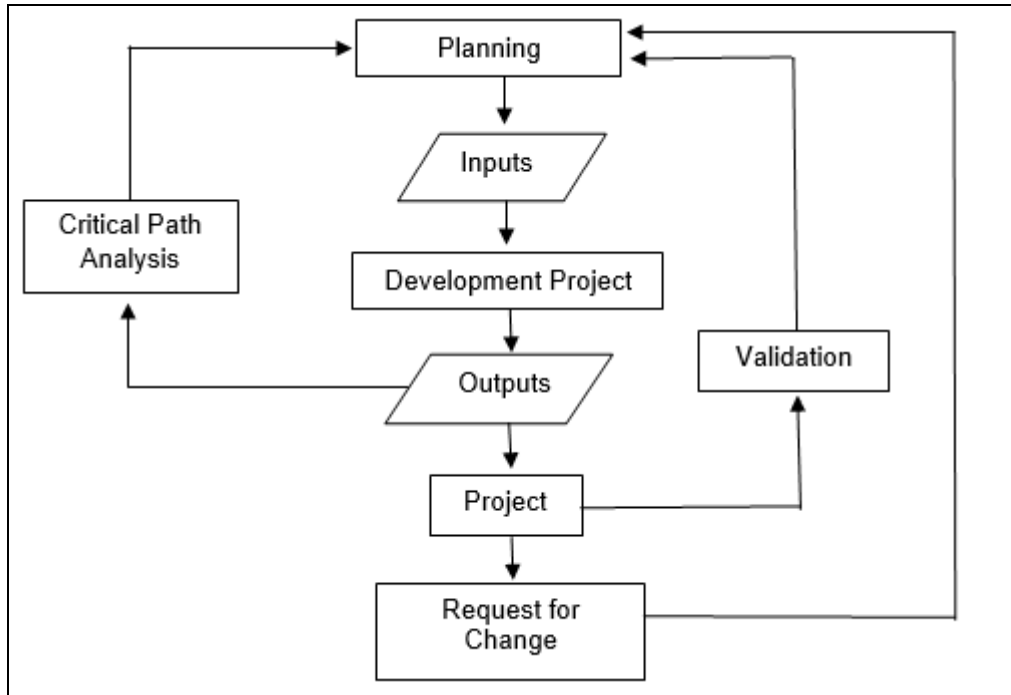 Planning
Inputs
Critical Path
Analysis
Development Project
Validation
Outputs
Project
Request for
Change